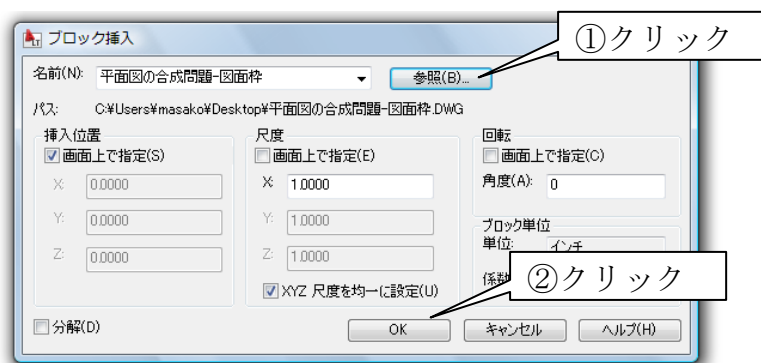 ブロック挿入
①クリック
名前(N):
平面図の合成問題-図面枠
参照(B)...
パス:
C:¥Users¥masako¥Desktop¥平面図の合成問題-図面枠.DWG
挿入位置
画面上で指定(S)
X:
0.0000
Y:
0.0000
Z:
0.0000
尺度
画面上で指定(E)
X:
1.0000
Y:
1.0000
Z:
1.0000
XYZ 尺度を均一に設定(U)
回転
画面上で指定(C)
角度(A):
0
ブロック単位
単位:
インチ
係数
②クリック
分解(D)
OK
キャンセル
ヘルプ(H)